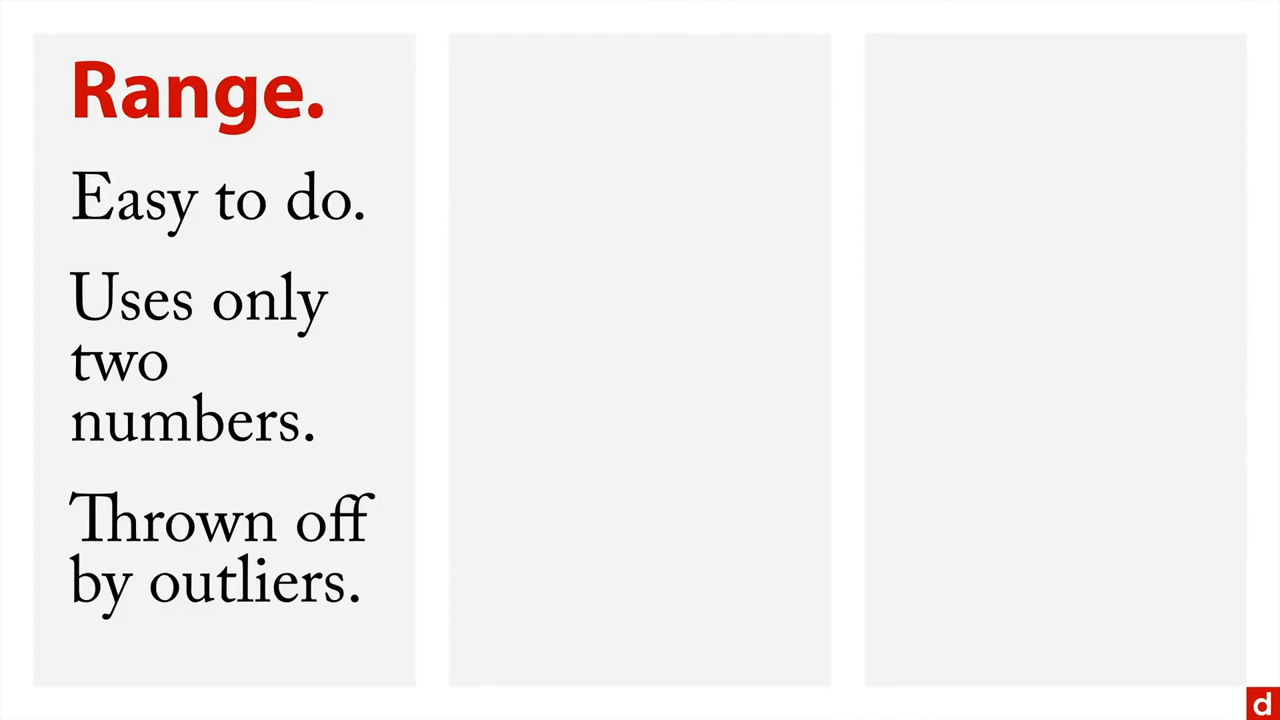 Range.
Easy to do.
Uses only
two
numbers.
Thrown off
by outliers.
d